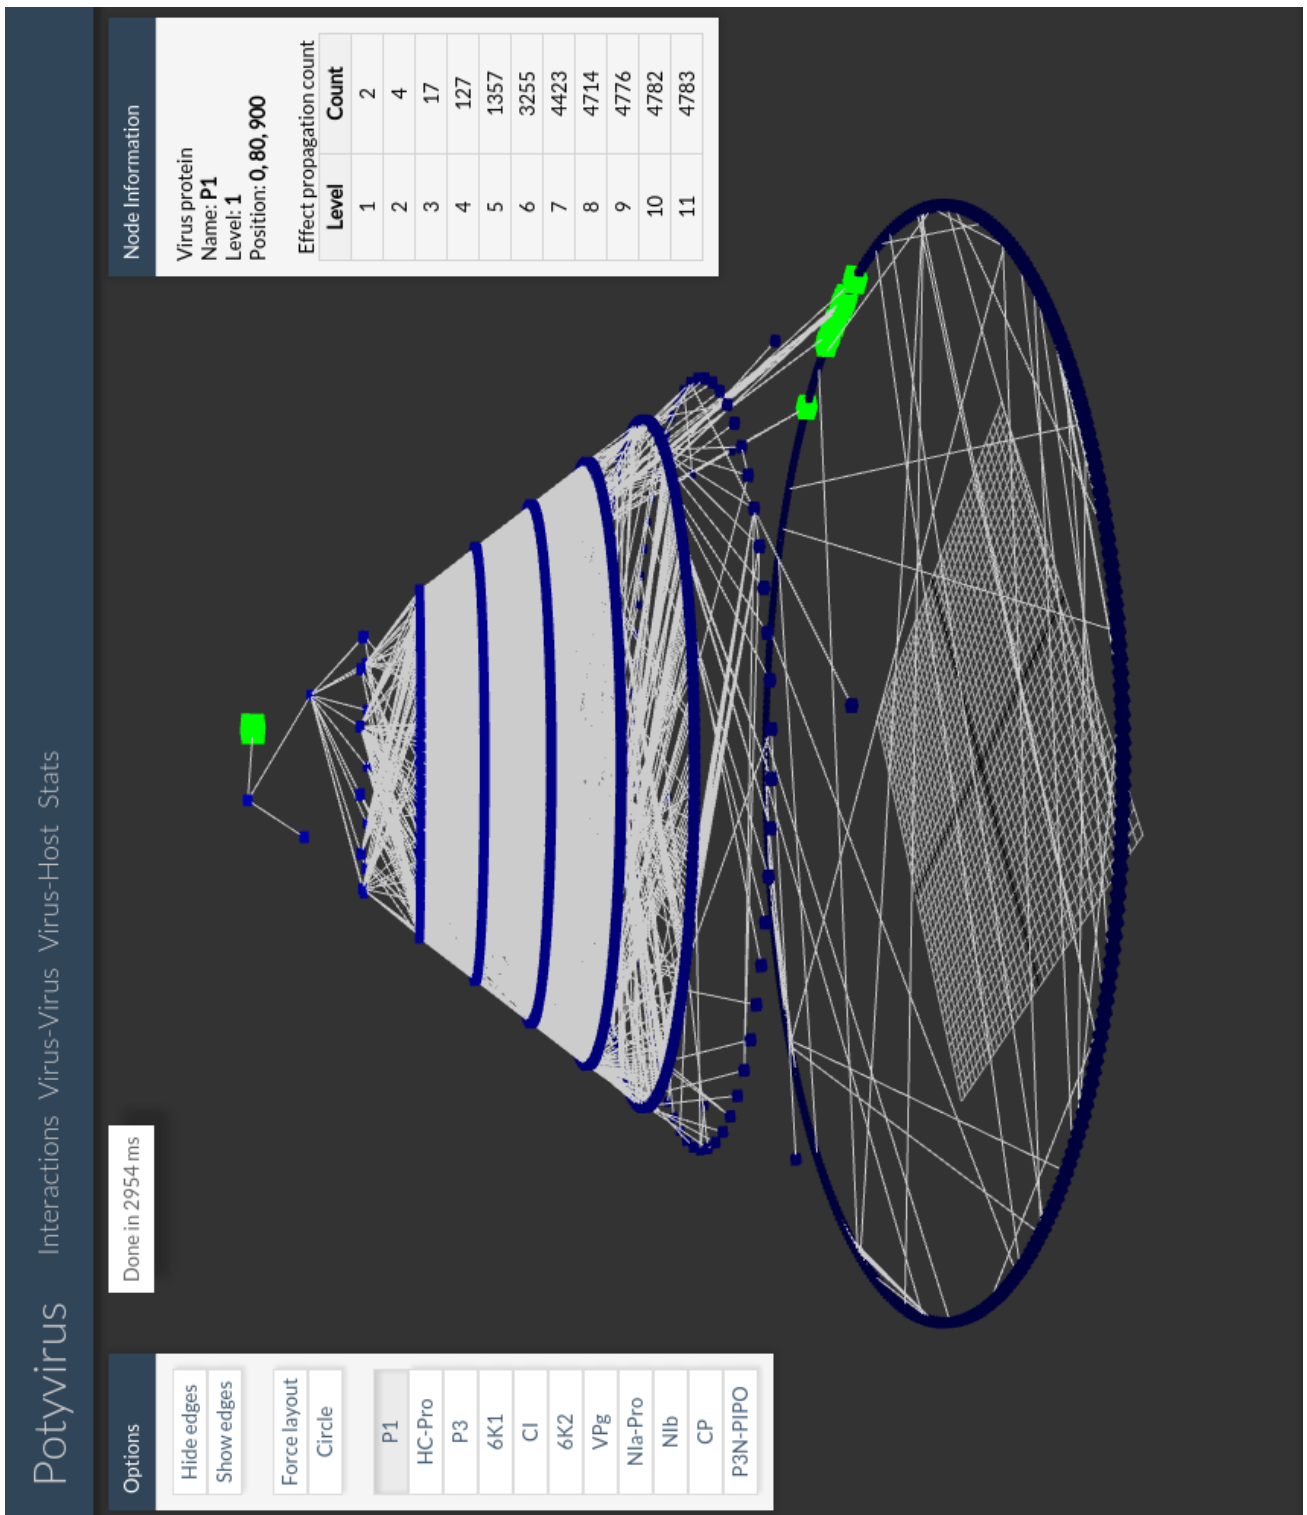 Potyvirus Interactions Virus-Virus Virus-Host Stats
Options
Hide edges
Show edges
Force layout
Circle
P1
HC-Pro
P3
6K1
CI
6K2
VPg
NIa-Pro
NIb
CP
P3N-PIPO
Done in 2954 ms
Node Information
Virus protein
Name: P1
Level: 1
Position: 0, 80, 900
Effect propagation count
Level Count
1 2
2 4
3 17
4 127
5 1357
6 3255
7 4423
8 4714
9 4776
10 4782
11 4783